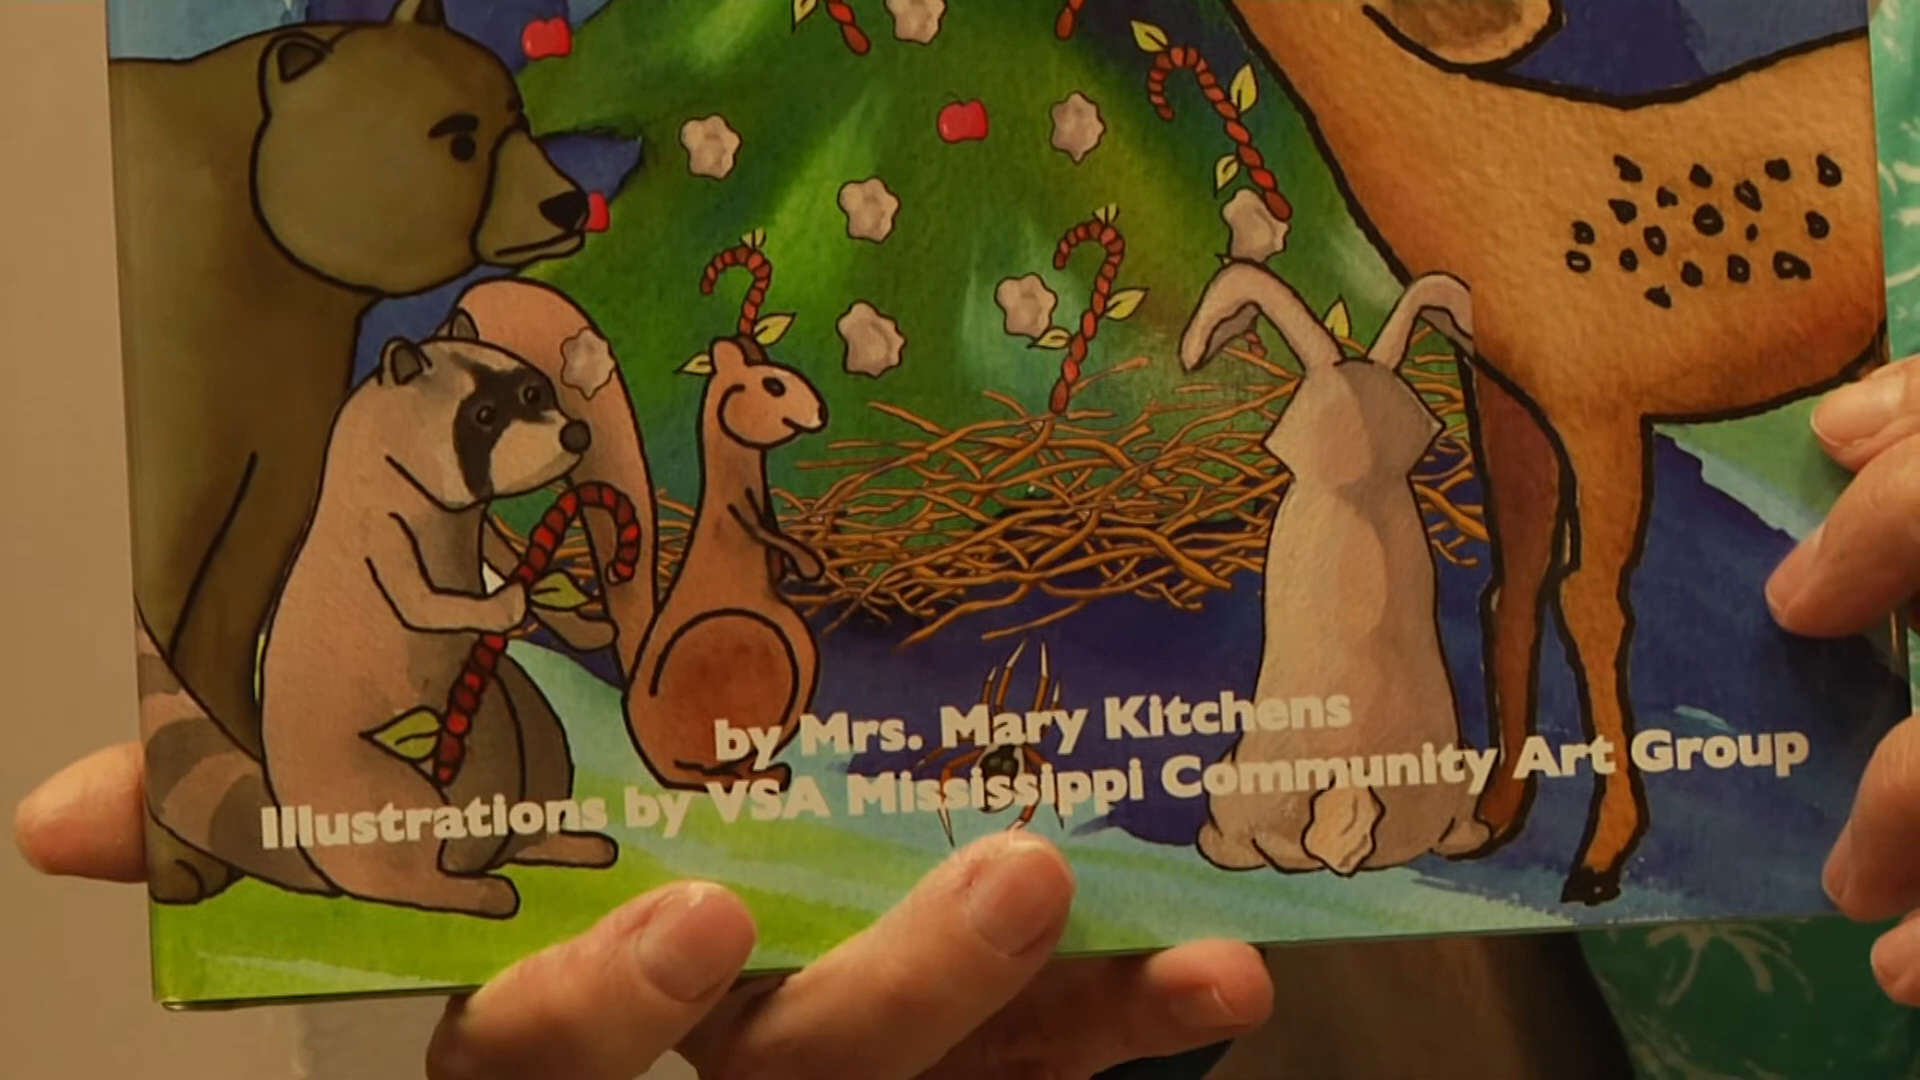 by Mrs. Mary Kitchens
Illustrations by VSA Mississippi Community Art Group